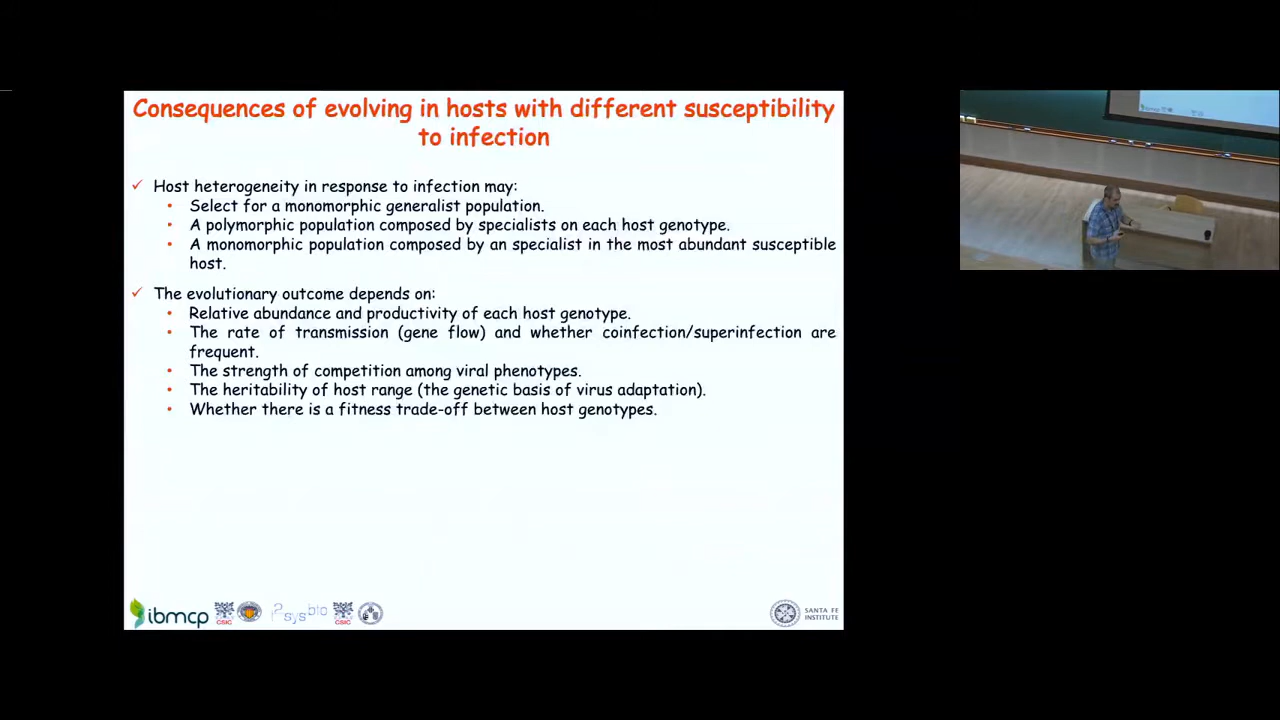 Consequences of evolving in hosts with different susceptibility
to infection
✓ Host heterogeneity in response to infection may:
• Select for a monomorphic generalist population.
• A polymorphic population composed by specialists on each host genotype.
• A monomorphic population composed by an specialist in the most abundant susceptible
host.
✓ The evolutionary outcome depends on:
• Relative abundance and productivity of each host genotype.
• The rate of transmission (gene flow) and whether coinfection/superinfection are
frequent.
• The strength of competition among viral phenotypes.
• The heritability of host range (the genetic basis of virus adaptation).
• Whether there is a fitness trade-off between host genotypes.
ibmcp CSIC i2sysbio CSIC SANTA FE
INSTITUTE